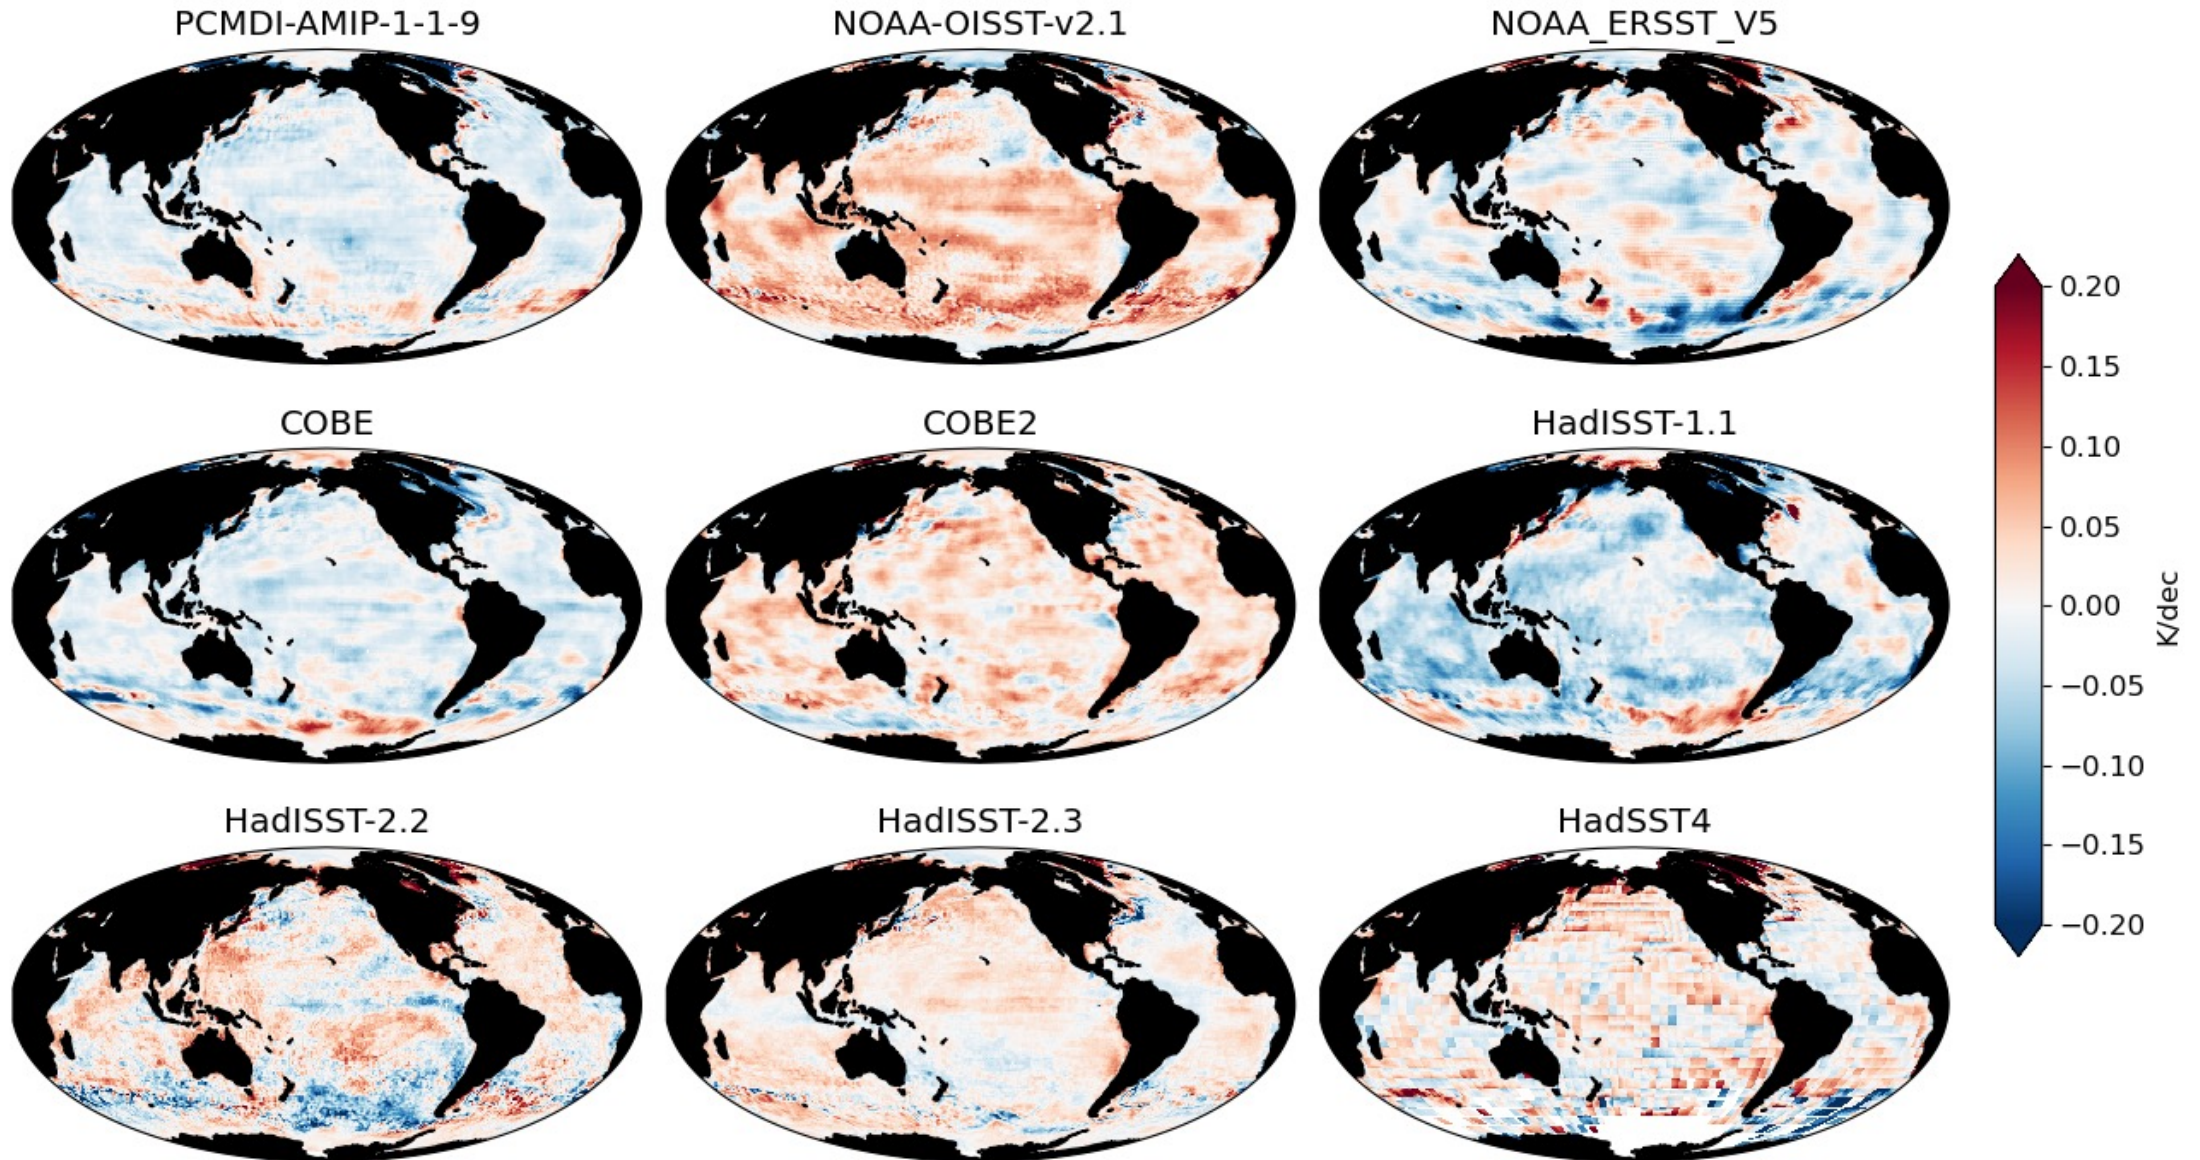 PCMDI-AMIP-1-1-9
NOAA-OISST-v2.1
NOAA_ERSST_V5
COBE
COBE2
HadISST-1.1
HadISST-2.2
HadISST-2.3
HadSST4
0.20
0.15
0.10
0.05
0.00
−0.05
−0.10
−0.15
−0.20
K/dec